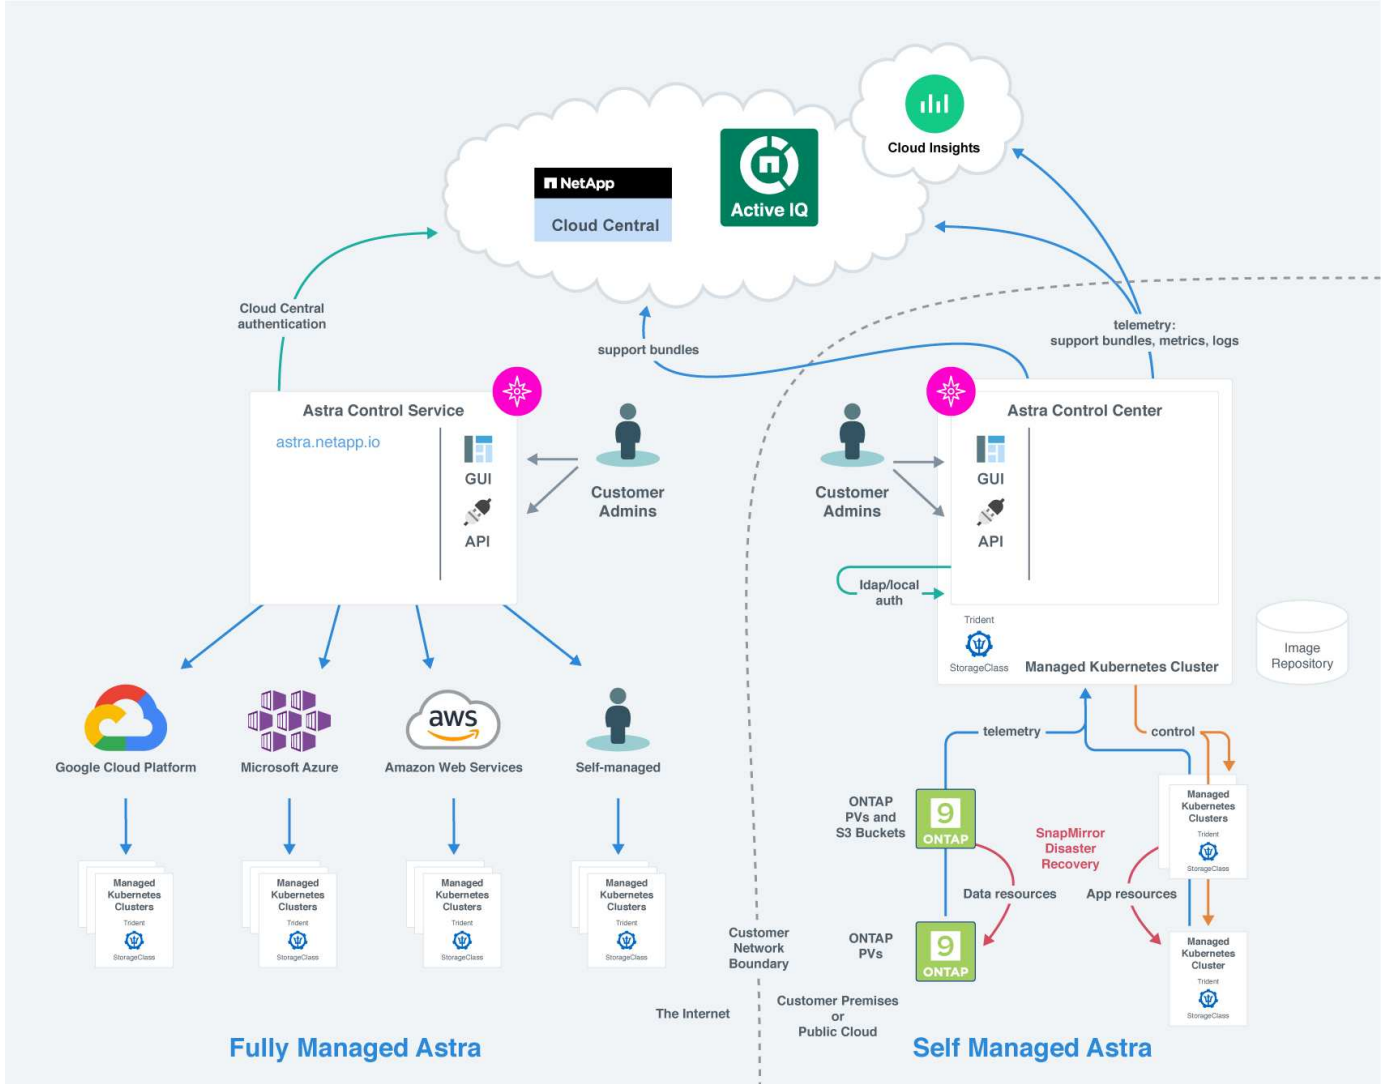 Cloud Insights
NetApp
Cloud Central
Active IQ
Cloud Central
authentication
support bundles
telemetry:
support bundles, metrics, logs
Astra Control Service
astra.netapp.io
GUI
API
Customer
Admins
Customer
Admins
Astra Control Center
GUI
API
ldap/local
auth
Trident
StorageClass
Managed Kubernetes Cluster
Image
Repository
Google Cloud Platform
Microsoft Azure
aws
Amazon Web Services
Self-managed
telemetry
control
Managed
Kubernetes
Clusters
Trident
StorageClass
Managed
Kubernetes
Clusters
Trident
StorageClass
Managed
Kubernetes
Clusters
Trident
StorageClass
Managed
Kubernetes
Clusters
Trident
StorageClass
ONTAP
PVs and
S3 Buckets
9
ONTAP
SnapMirror
Disaster
Recovery
Managed
Kubernetes
Clusters
Trident
StorageClass
Data resources
App resources
ONTAP
PVs
9
ONTAP
Managed
Kubernetes
Cluster
Trident
StorageClass
Customer
Network
Boundary
The Internet
Customer Premises
or
Public Cloud
Fully Managed Astra
Self Managed Astra